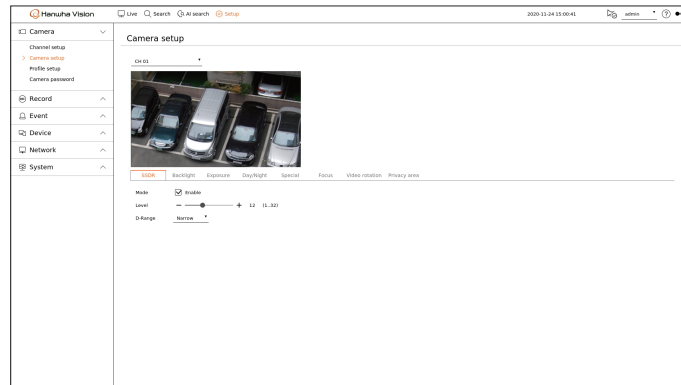 Hanwha Vision
Live Search AI search Setup
2020-11-24 15:00:41 admin ?
Camera
Channel setup
> Camera setup
Profile setup
Camera password
Record
Event
Device
Network
System
Camera setup
CH 01
SSDR Backlight Exposure Day/Night Special Focus Video rotation Privacy area
Mode Enable
Level 12 (1..32)
D-Range Narrow